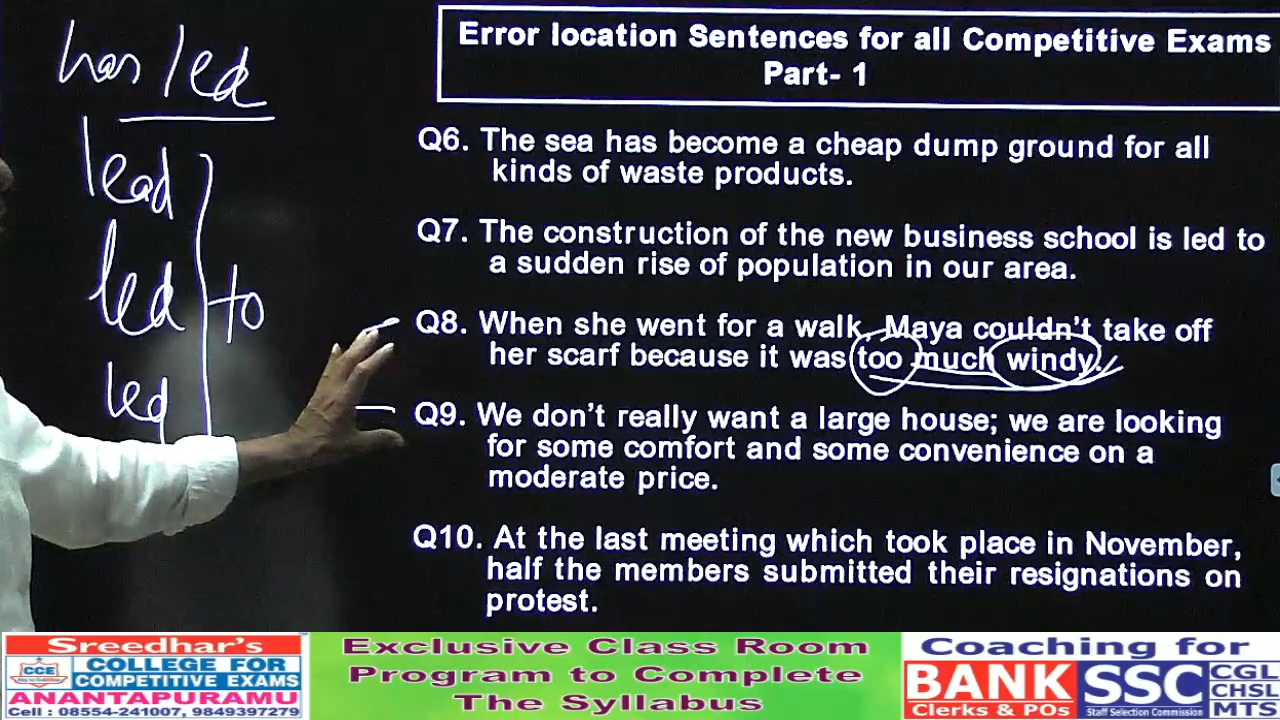 has led
lead
led
led
to
Error location Sentences for all Competitive Exams
Part- 1
Q6. The sea has become a cheap dump ground for all
kinds of waste products.
Q7. The construction of the new business school is led to
a sudden rise of population in our area.
Q8. When she went for a walk, Maya couldn't take off
her scarf because it was too much windy.
Q9. We don't really want a large house; we are looking
for some comfort and some convenience on a
moderate price.
Q10. At the last meeting which took place in November,
half the members submitted their resignations on
protest.
Sreedhar's
CCE
COLLEGE FOR
COMPETITIVE EXAMS
ANANTAPURAMU
Cell : 08554-241007, 9849397279
Exclusive Class Room
Program to Complete
The Syllabus
Coaching for
BANK
Clerks & POs
SSC
Staff Selection Commission
CGL
CHSL
MTS